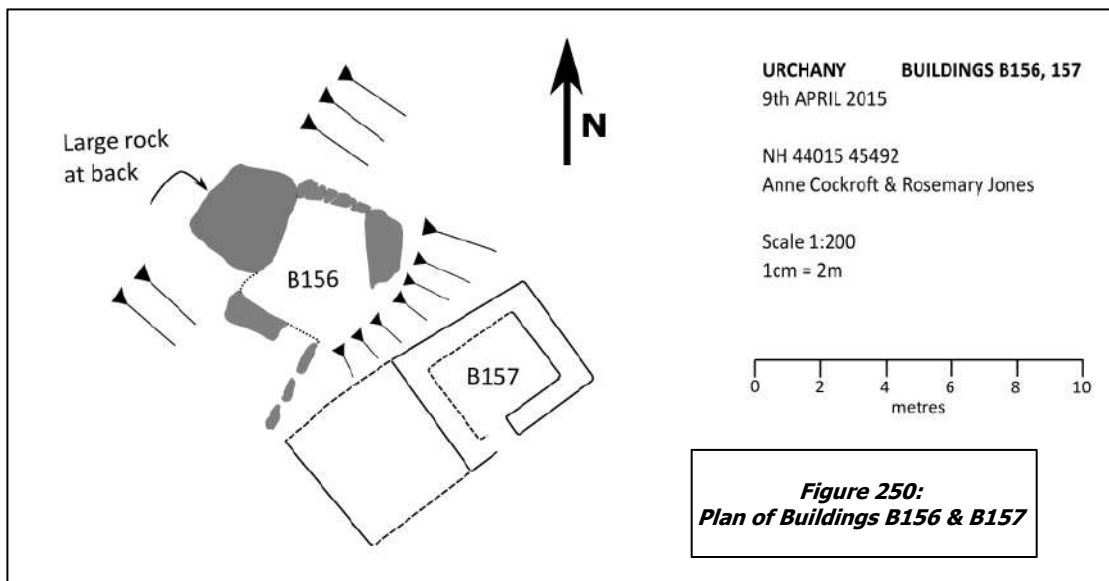 Large rock
at back
B156
B157
N
URCHANY BUILDINGS B156, 157
9th APRIL 2015
NH 44015 45492
Anne Cockroft & Rosemary Jones
Scale 1:200
1cm = 2m
0 2 4 6 8 10
metres
Figure 250:
Plan of Buildings B156 & B157